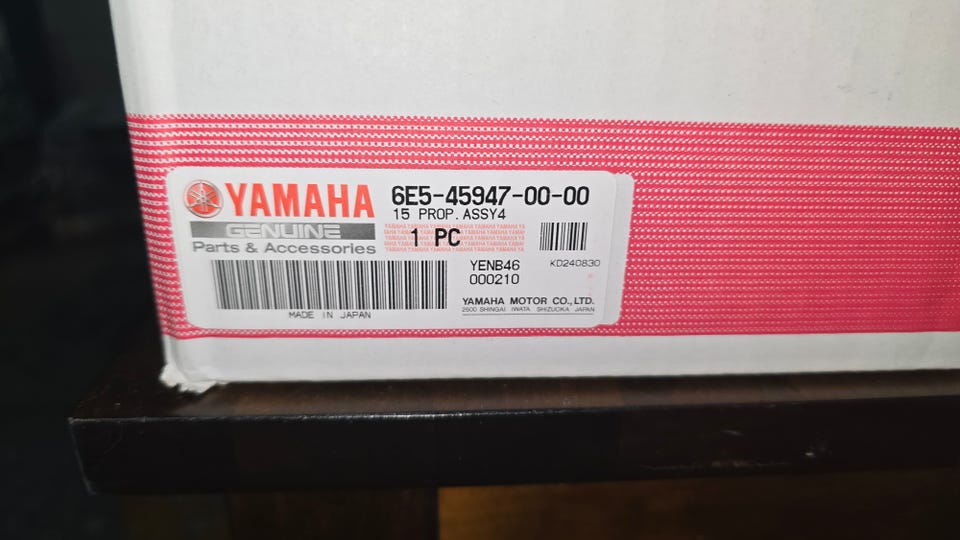 YAMAHA
GENUINE
Parts & Accessories
6E5-45947-00-00
15 PROP.ASSY4
1 PC
YENB46
000210
KD240830
MADE IN JAPAN
YAMAHA MOTOR CO.,LTD.
2500 SHINGAI IWATA SHIZUOKA JAPAN